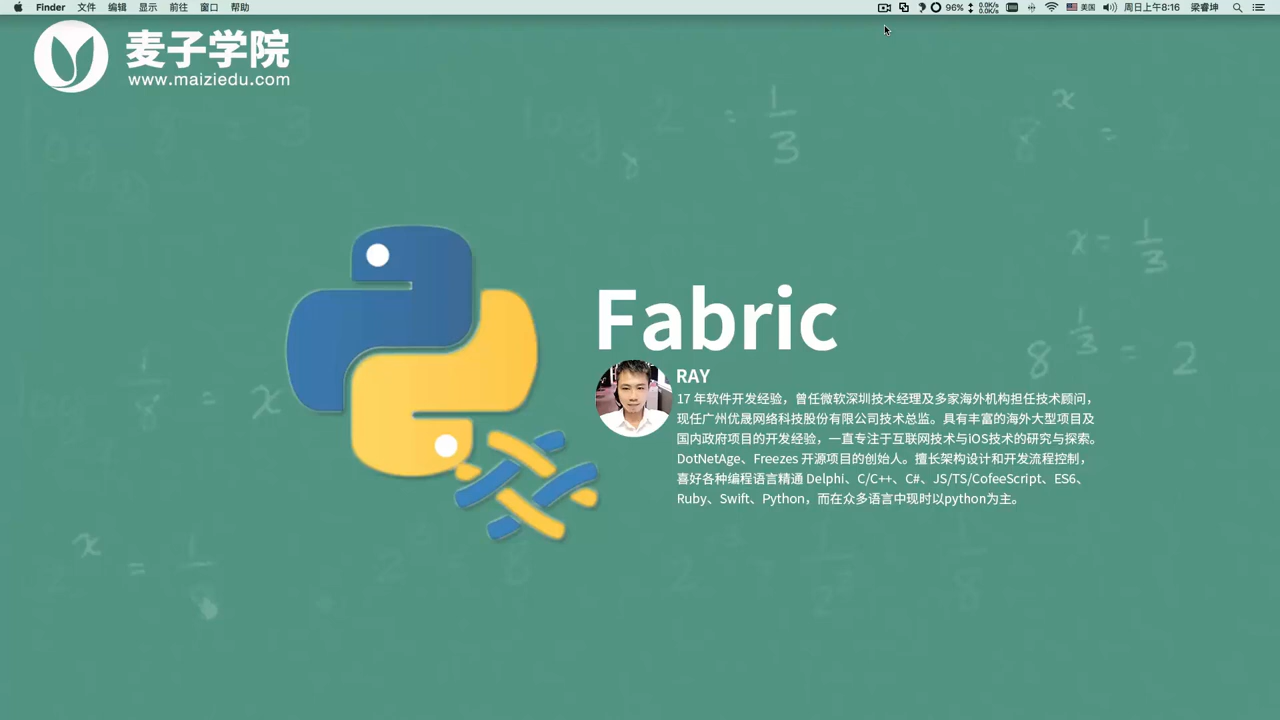 Finder 文件 编辑 显示 前往 窗口 帮助 96% 0.0K/s 0.0K/s 美国 周日上午8:16 梁睿坤
麦子学院
www.maiziedu.com
Fabric
RAY
17 年软件开发经验，曾任微软深圳技术经理及多家海外机构担任技术顾问，
现任广州优晟网络科技股份有限公司技术总监。具有丰富的海外大型项目及
国内政府项目的开发经验，一直专注于互联网技术与iOS技术的研究与探索。
DotNetAge、Freezes 开源项目的创始人。擅长架构设计和开发流程控制，
喜好各种编程语言精通 Delphi、C/C++、C#、JS/TS/CofeeScript、ES6、
Ruby、Swift、Python，而在众多语言中现时以python为主。